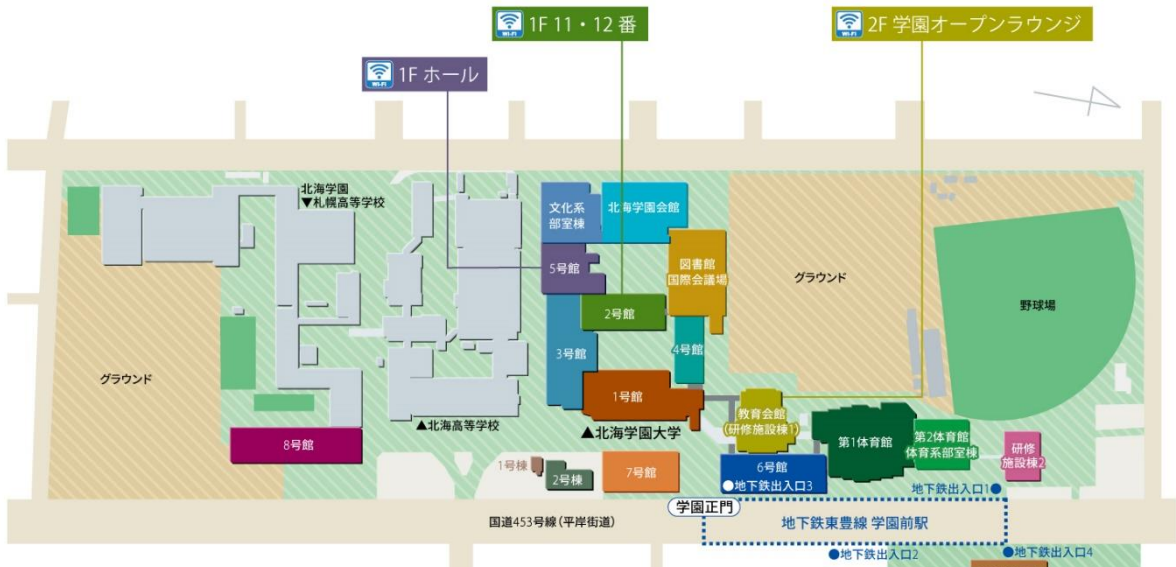 Wi-Fi 1F 11・12 番
Wi-Fi 2F 学園オープンラウンジ
Wi-Fi 1F ホール
北海学園
▼札幌高等学校
文化系
部室棟
北海学園会館
5号館
図書館
国際会議場
グラウンド
野球場
2号館
3号館
4号館
グラウンド
1号館
教育会館
(研修施設棟1)
▲北海高等学校
▲北海学園大学
8号館
第1体育館
第2体育館
体育系部室棟
研修
施設棟2
1号棟
2号棟
7号館
6号館
●地下鉄出入口3
地下鉄出入口1●
学園正門
国道453号線(平岸街道)
地下鉄東豊線 学園前駅
●地下鉄出入口2
●地下鉄出入口4